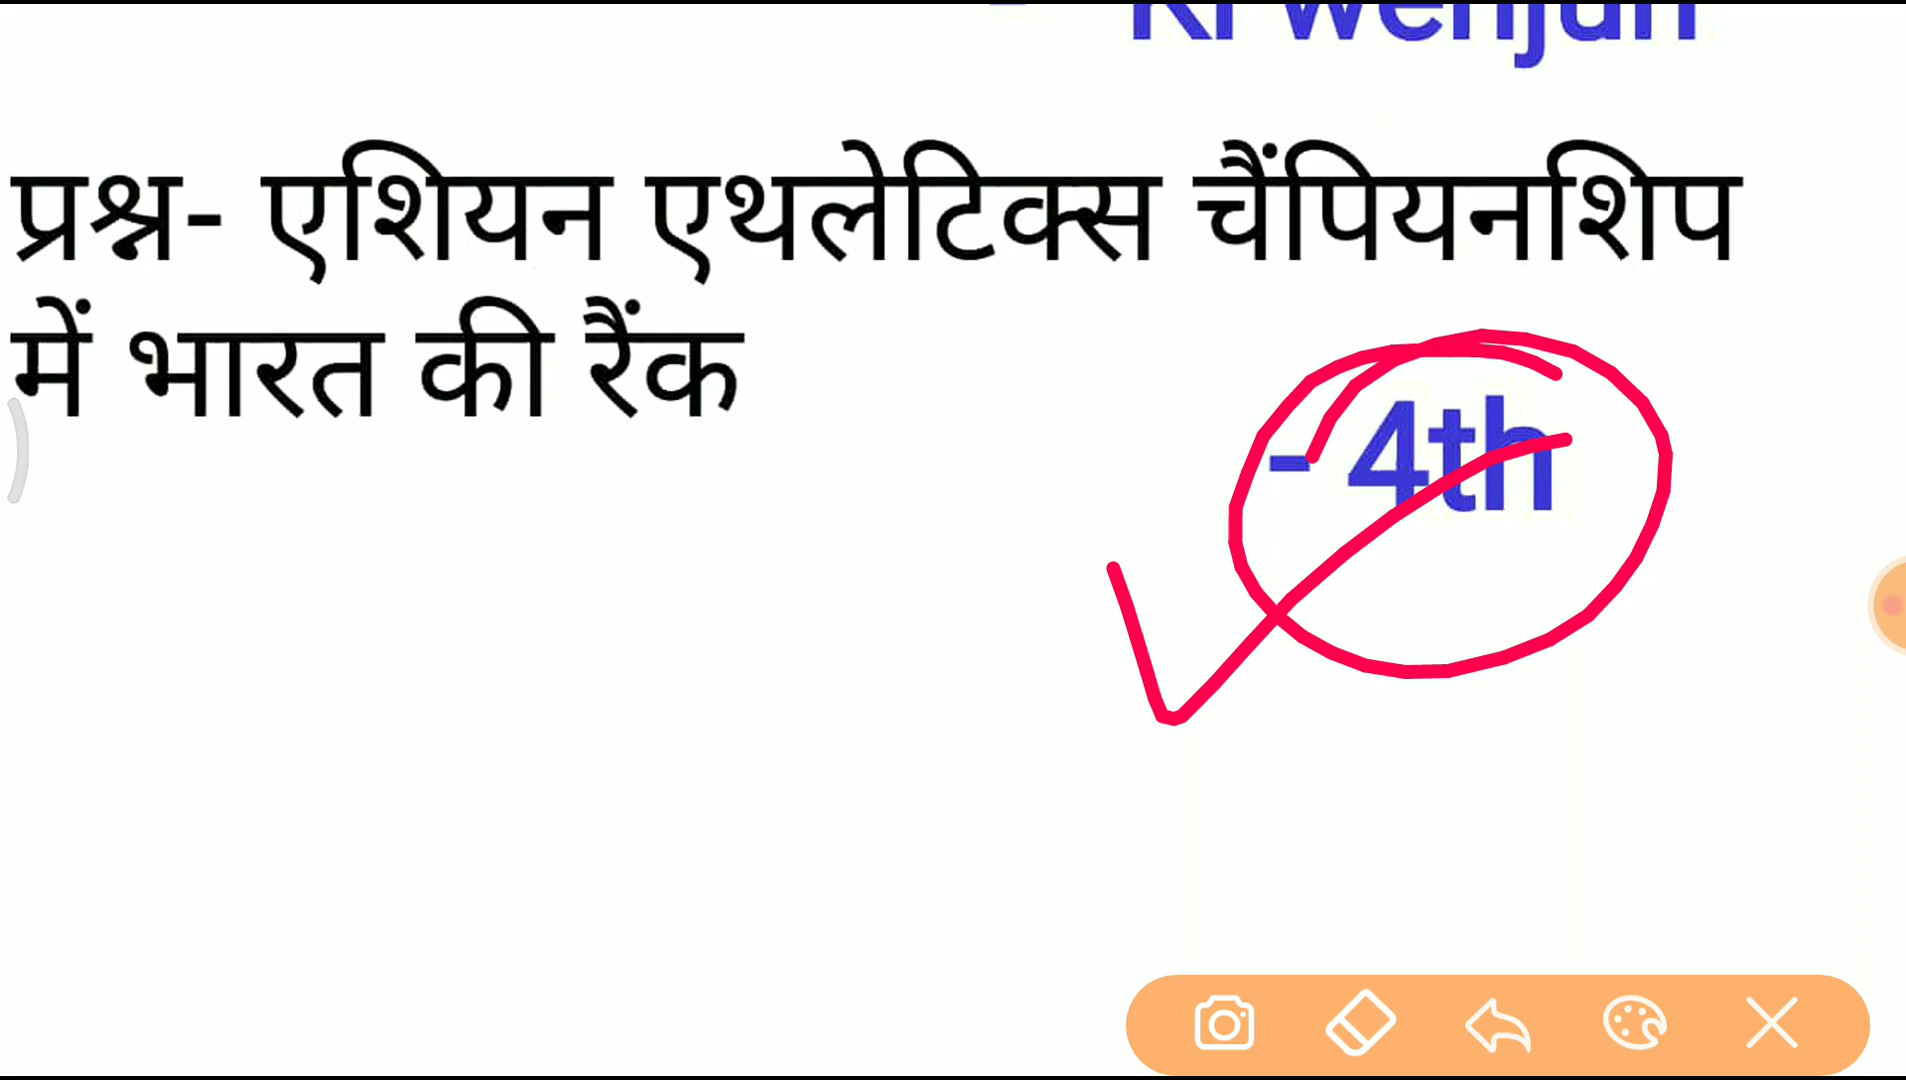 प्रश्न- एशियन एथलेटिक्स चैंपियनशिप
में भारत की रैंक
- 4th